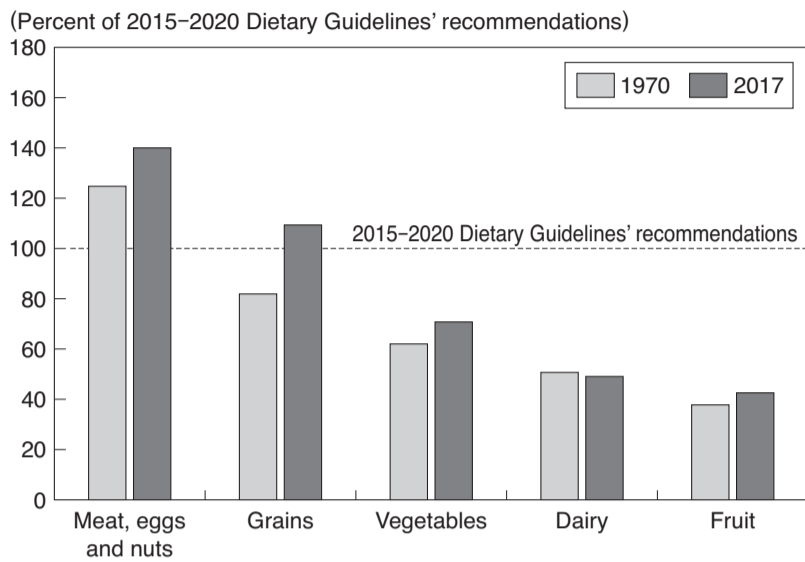 (Percent of 2015–2020 Dietary Guidelines’ recommendations)
180
1970 2017
160
140
120
2015–2020 Dietary Guidelines’ recommendations
100
80
60
40
20
0
Meat, eggs and nuts
Grains
Vegetables
Dairy
Fruit